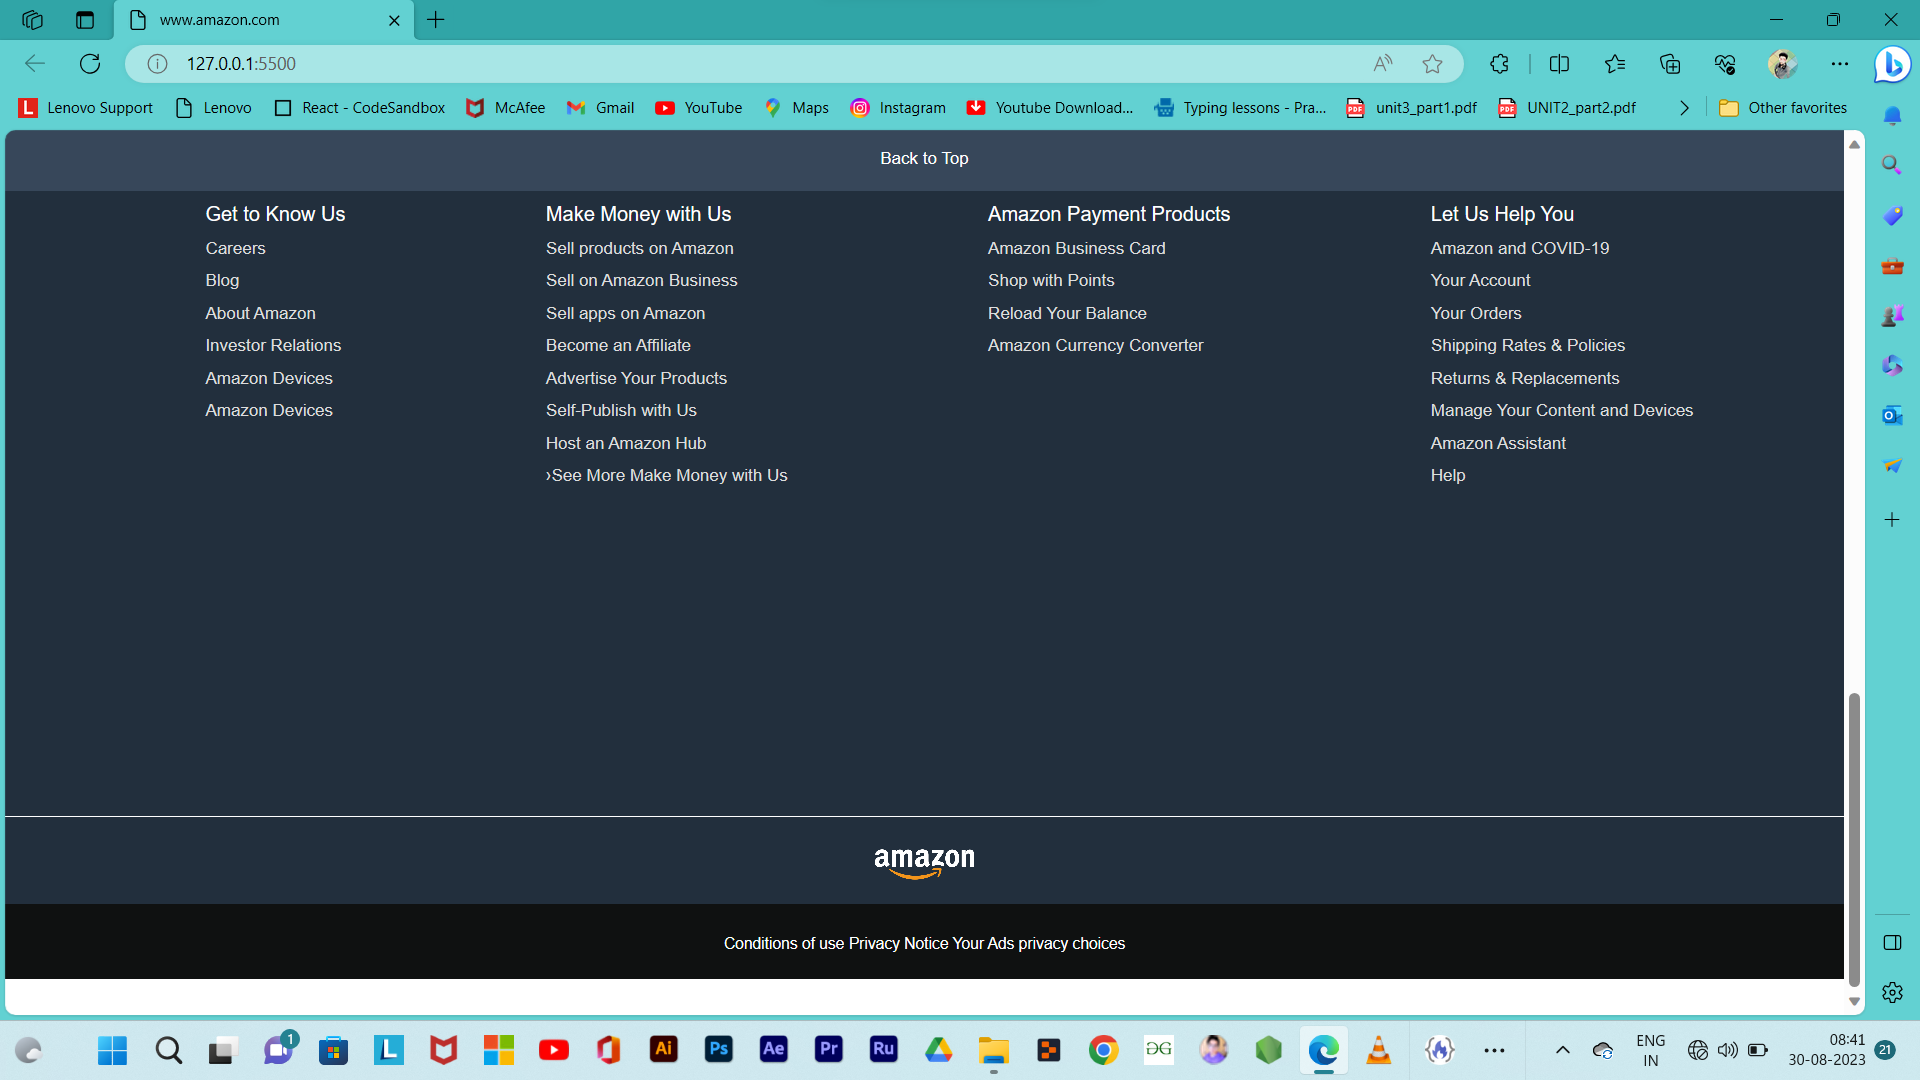 www.amazon.com
127.0.0.1:5500
Lenovo Support Lenovo React - CodeSandbox McAfee Gmail YouTube Maps Instagram Youtube Download... Typing lessons - Pra... unit3_part1.pdf UNIT2_part2.pdf Other favorites
Back to Top
Get to Know Us
Careers
Blog
About Amazon
Investor Relations
Amazon Devices
Amazon Devices
Make Money with Us
Sell products on Amazon
Sell on Amazon Business
Sell apps on Amazon
Become an Affiliate
Advertise Your Products
Self-Publish with Us
Host an Amazon Hub
›See More Make Money with Us
Amazon Payment Products
Amazon Business Card
Shop with Points
Reload Your Balance
Amazon Currency Converter
Let Us Help You
Amazon and COVID-19
Your Account
Your Orders
Shipping Rates & Policies
Returns & Replacements
Manage Your Content and Devices
Amazon Assistant
Help
amazon
Conditions of use Privacy Notice Your Ads privacy choices
1 L Ai Ps Ae Pr Ru
ENG
IN
08:41
30-08-2023
21